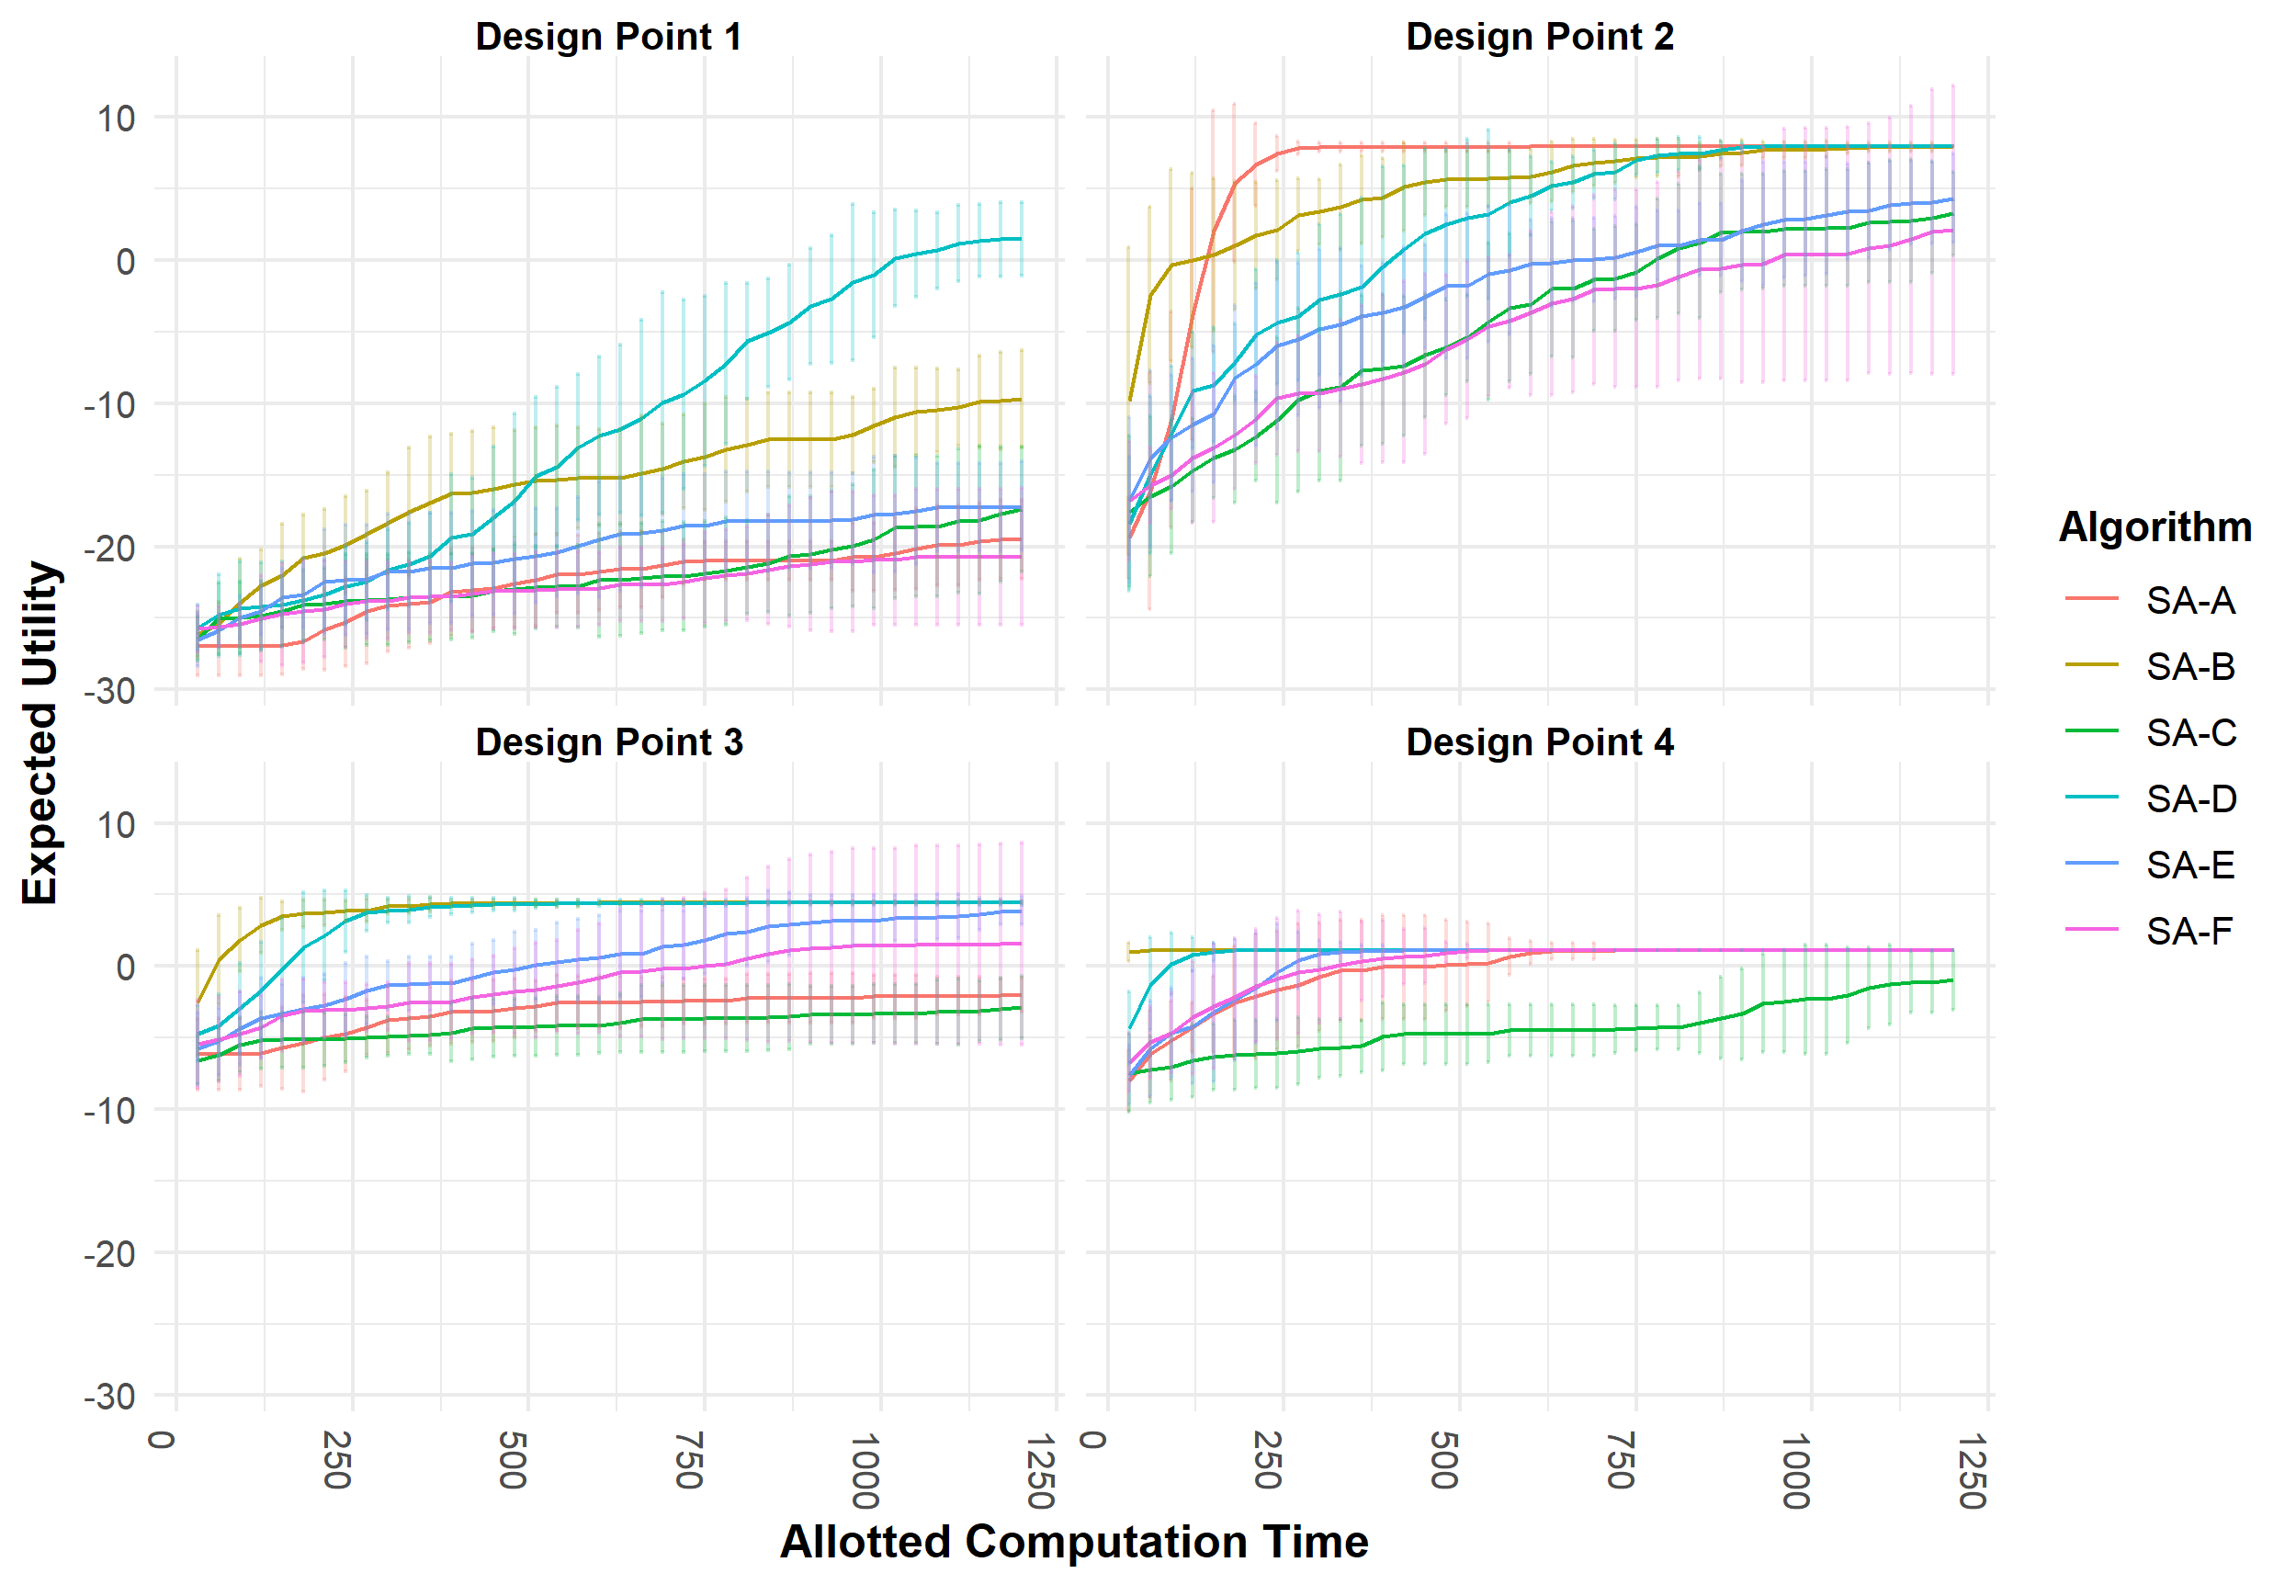 Design Point 1
Design Point 2
10
0
-10
-20
-30
Design Point 3
Design Point 4
10
0
-10
-20
-30
0
250
500
750
1000
1250
0
250
500
750
1000
1250
Expected Utility
Allotted Computation Time
Algorithm
SA-A
SA-B
SA-C
SA-D
SA-E
SA-F